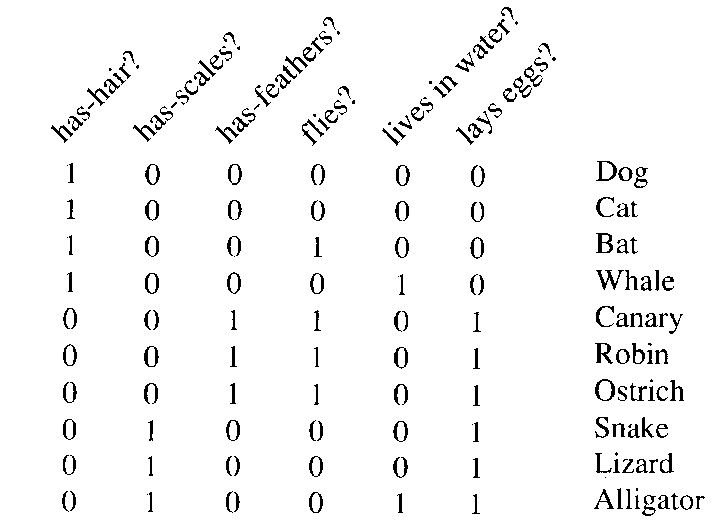 has-hair? has-scales? has-feathers? flies? lives in water? lays eggs?
1 0 0 0 0 0 Dog
1 0 0 0 0 0 Cat
1 0 0 1 0 0 Bat
1 0 0 0 1 0 Whale
0 0 1 1 0 1 Canary
0 0 1 1 0 1 Robin
0 0 1 1 0 1 Ostrich
0 1 0 0 0 1 Snake
0 1 0 0 0 1 Lizard
0 1 0 0 1 1 Alligator